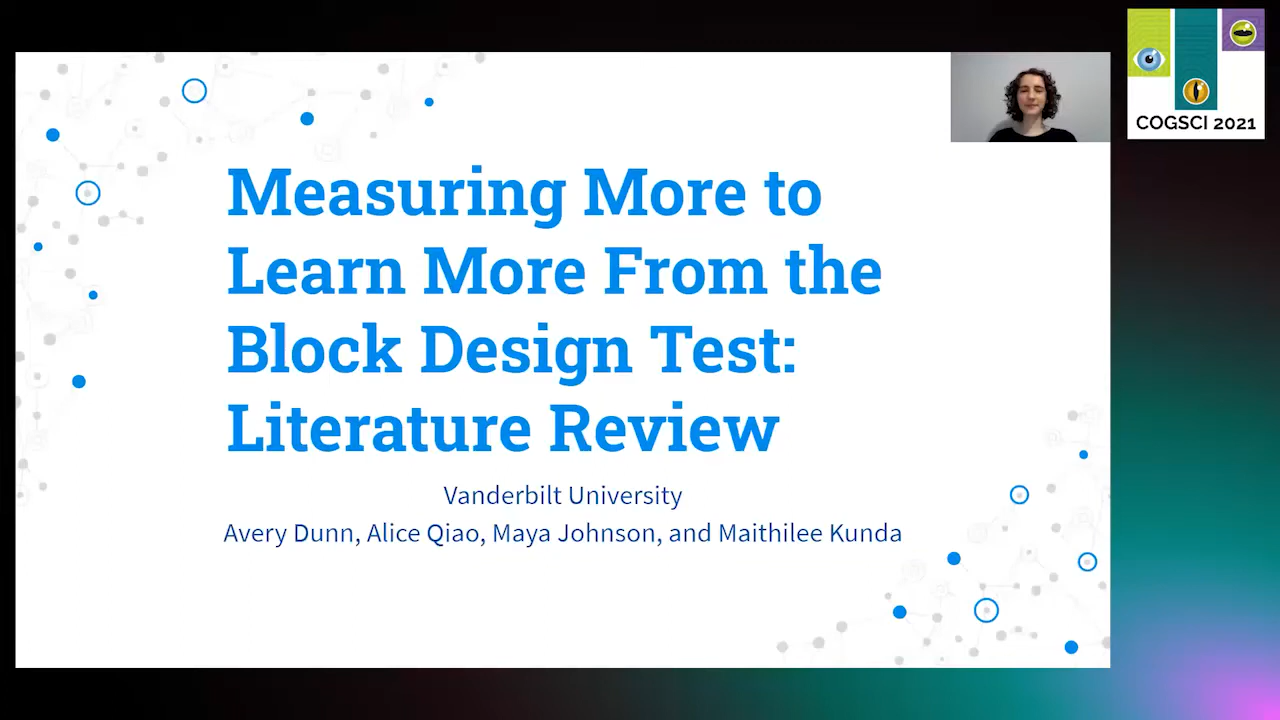 COGSCI 2021
Measuring More to
Learn More From the
Block Design Test:
Literature Review
Vanderbilt University
Avery Dunn, Alice Qiao, Maya Johnson, and Maithilee Kunda